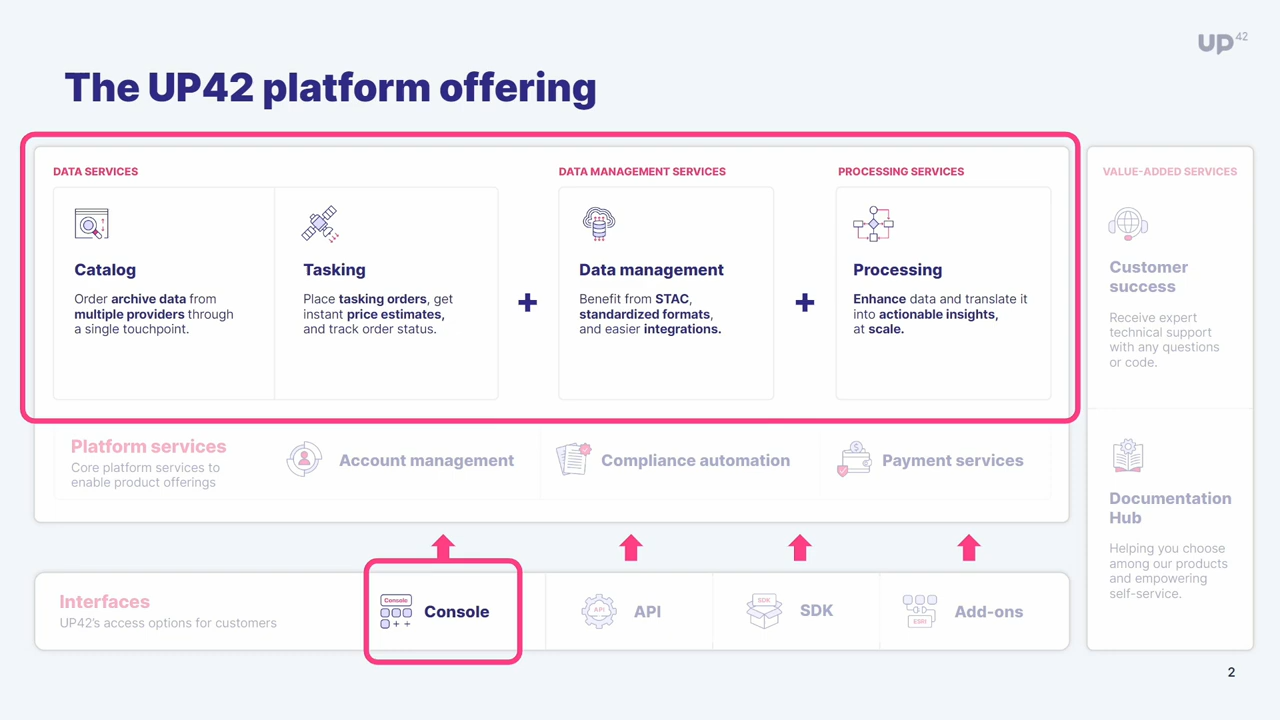 UP42
The UP42 platform offering
DATA SERVICES
Catalog
Order archive data from
multiple providers through
a single touchpoint.
Tasking
Place tasking orders, get
instant price estimates,
and track order status.
+
DATA MANAGEMENT SERVICES
Data management
Benefit from STAC,
standardized formats,
and easier integrations.
+
PROCESSING SERVICES
Processing
Enhance data and translate it
into actionable insights,
at scale.
VALUE-ADDED SERVICES
Customer
success
Receive expert
technical support
with any questions
or code.
Documentation
Hub
Helping you choose
among our products
and empowering
self-service.
Platform services
Core platform services to
enable product offerings
Account management
Compliance automation
$
Payment services
Interfaces
UP42's access options for customers
Console
Console
API
API
SDK
SDK
ESRI
Add-ons
2